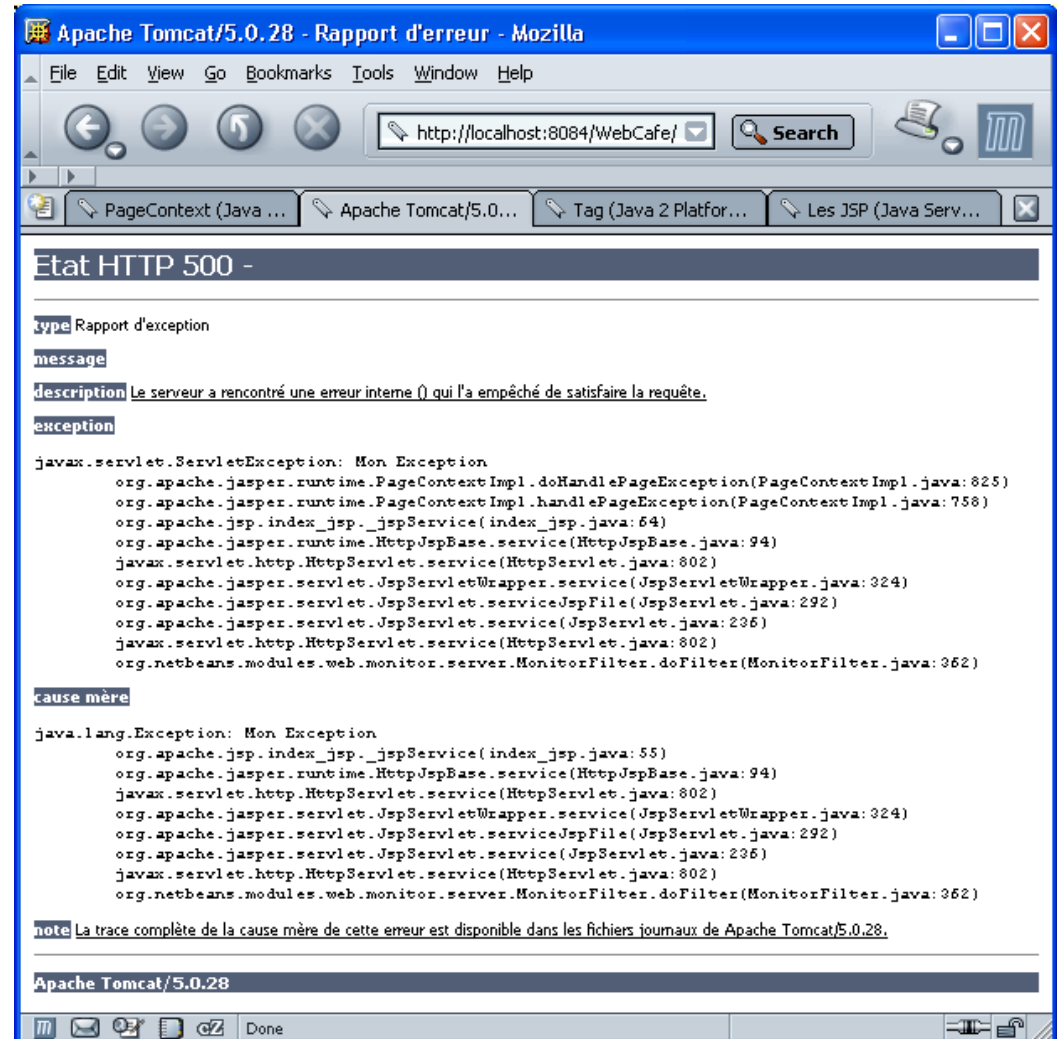 Apache Tomcat/5.0.28 - Rapport d'erreur - Mozilla
File Edit View Go Bookmarks Tools Window Help
http://localhost:8084/WebCafe/ Search
PageContext (Java ... Apache Tomcat/5.0... Tag (Java 2 Platfor... Les JSP (Java Serv...
Etat HTTP 500 -
type Rapport d'exception
message
description Le serveur a rencontré une erreur interne () qui l'a empêché de satisfaire la requête.
exception
javax.servlet.ServletException: Mon Exception
org.apache.jasper.runtime.PageContextImpl.doHandlePageException(PageContextImpl.java:825)
org.apache.jasper.runtime.PageContextImpl.handlePageException(PageContextImpl.java:758)
org.apache.jsp.index_jsp._jspService(index_jsp.java:64)
org.apache.jasper.runtime.HttpJspBase.service(HttpJspBase.java:94)
javax.servlet.http.HttpServlet.service(HttpServlet.java:802)
org.apache.jasper.servlet.JspServletWrapper.service(JspServletWrapper.java:324)
org.apache.jasper.servlet.JspServlet.serviceJspFile(JspServlet.java:292)
org.apache.jasper.servlet.JspServlet.service(JspServlet.java:236)
javax.servlet.http.HttpServlet.service(HttpServlet.java:802)
org.netbeans.modules.web.monitor.server.MonitorFilter.doFilter(MonitorFilter.java:362)
cause mère
java.lang.Exception: Mon Exception
org.apache.jsp.index_jsp._jspService(index_jsp.java:55)
org.apache.jasper.runtime.HttpJspBase.service(HttpJspBase.java:94)
javax.servlet.http.HttpServlet.service(HttpServlet.java:802)
org.apache.jasper.servlet.JspServletWrapper.service(JspServletWrapper.java:324)
org.apache.jasper.servlet.JspServlet.serviceJspFile(JspServlet.java:292)
org.apache.jasper.servlet.JspServlet.service(JspServlet.java:236)
javax.servlet.http.HttpServlet.service(HttpServlet.java:802)
org.netbeans.modules.web.monitor.server.MonitorFilter.doFilter(MonitorFilter.java:362)
note La trace complète de la cause mère de cette erreur est disponible dans les fichiers journaux de Apache Tomcat/5.0.28.
Apache Tomcat/5.0.28
Done